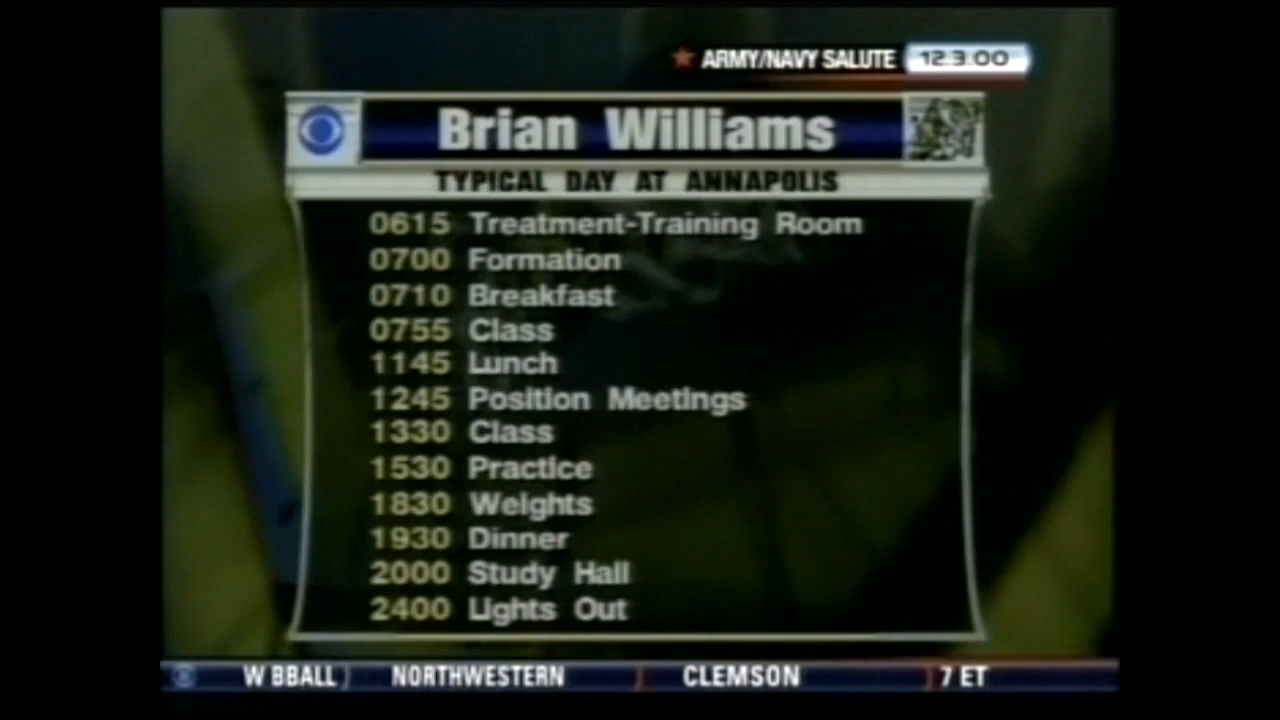 ARMY/NAVY SALUTE 12.3.00
Brian Williams
TYPICAL DAY AT ANNAPOLIS
0615 Treatment-Training Room
0700 Formation
0710 Breakfast
0755 Class
1145 Lunch
1245 Position Meetings
1330 Class
1530 Practice
1830 Weights
1930 Dinner
2000 Study Hall
2400 Lights Out
W BBALL NORTHWESTERN CLEMSON 7 ET